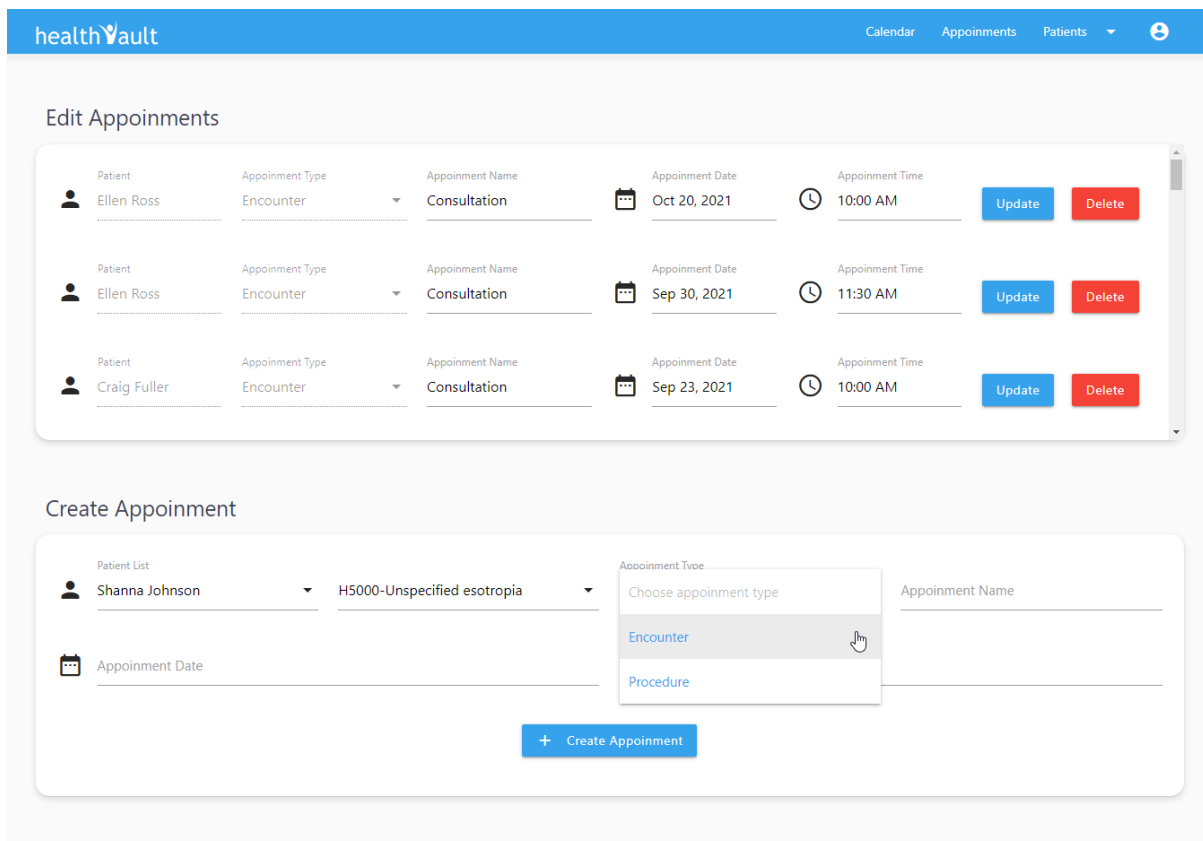 healthVault
Calendar Appoinments Patients
Edit Appoinments
Patient Appoinment Type Appoinment Name Appoinment Date Appoinment Time
Ellen Ross Encounter Consultation Oct 20, 2021 10:00 AM Update Delete
Patient Appoinment Type Appoinment Name Appoinment Date Appoinment Time
Ellen Ross Encounter Consultation Sep 30, 2021 11:30 AM Update Delete
Patient Appoinment Type Appoinment Name Appoinment Date Appoinment Time
Craig Fuller Encounter Consultation Sep 23, 2021 10:00 AM Update Delete
Create Appoinment
Patient List Appoinment Type
Shanna Johnson H5000-Unspecified esotropia Choose appoinment type Appoinment Name
Encounter
Appoinment Date
Procedure
+ Create Appoinment